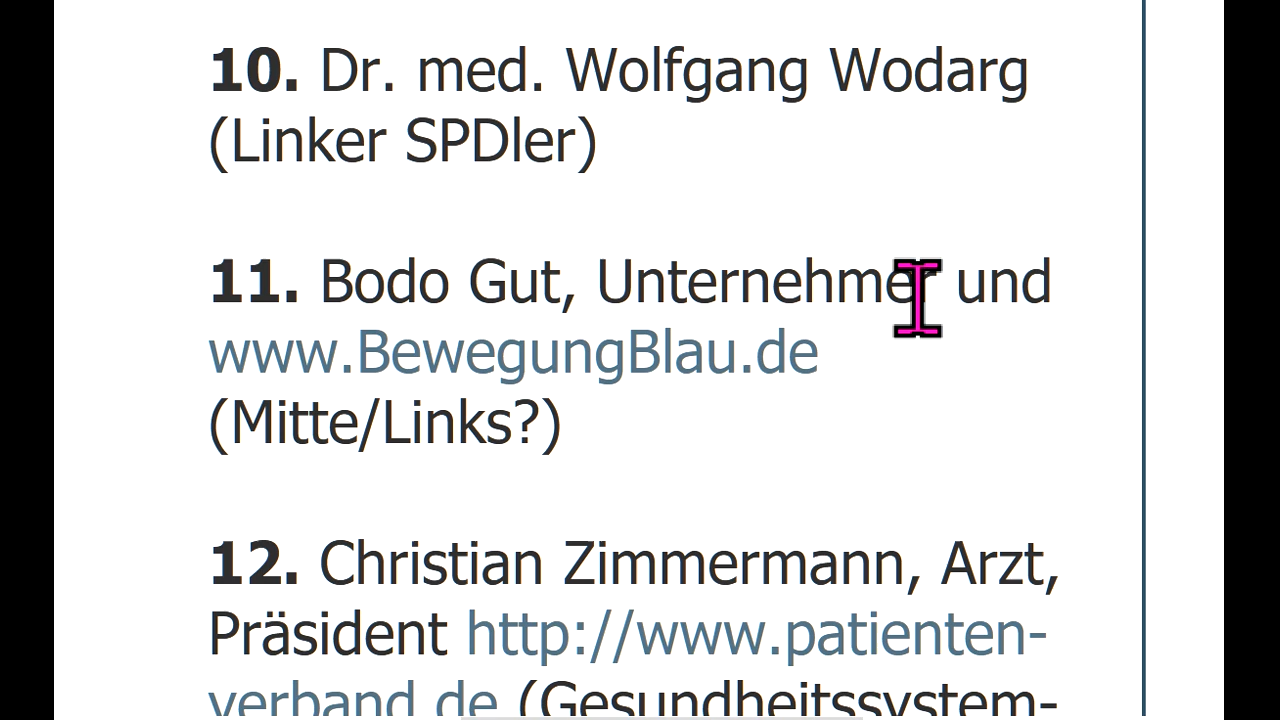 10. Dr. med. Wolfgang Wodarg
(Linker SPDler)
11. Bodo Gut, Unternehmer und
www.BewegungBlau.de
(Mitte/Links?)
12. Christian Zimmermann, Arzt,
Präsident http://www.patienten-
verband.de (Gesundheitssystem-